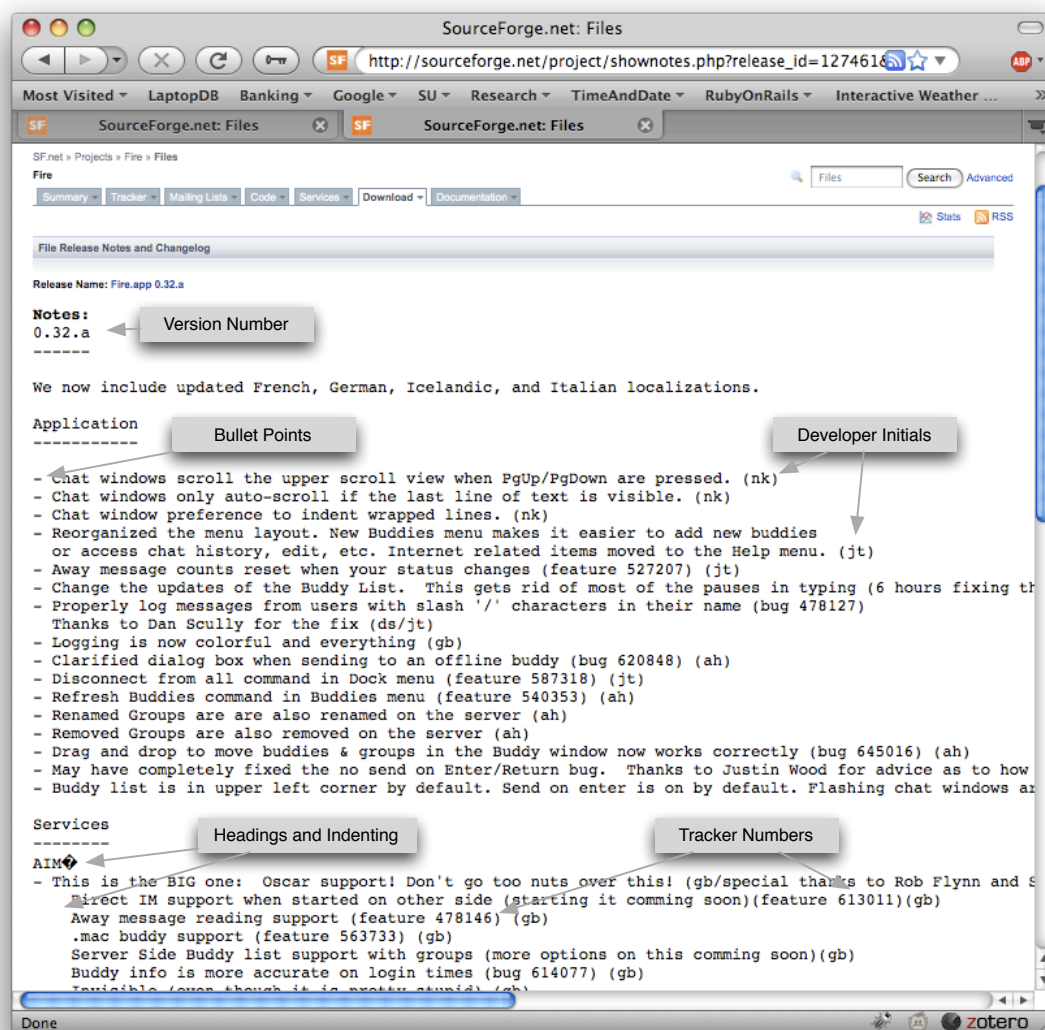 SourceForge.net: Files
SF http://sourceforge.net/project/shownotes.php?release_id=127461& ABP
Most Visited LaptopDB Banking Google SU Research TimeAndDate RubyOnRails Interactive Weather ... »
SF SourceForge.net: Files SF SourceForge.net: Files
SF.net » Projects » Fire » Files
Fire
Files Search Advanced
Summary Tracker Mailing Lists Code Services Download Documentation
Stats RSS
File Release Notes and Changelog
Release Name: Fire.app 0.32.a
Notes:
0.32.a
Version Number
------
We now include updated French, German, Icelandic, and Italian localizations.
Application
-----------
Bullet Points
Developer Initials
- Chat windows scroll the upper scroll view when PgUp/PgDown are pressed. (nk)
- Chat windows only auto-scroll if the last line of text is visible. (nk)
- Chat window preference to indent wrapped lines. (nk)
- Reorganized the menu layout. New Buddies menu makes it easier to add new buddies
or access chat history, edit, etc. Internet related items moved to the Help menu. (jt)
- Away message counts reset when your status changes (feature 527207) (jt)
- Change the updates of the Buddy List.  This gets rid of most of the pauses in typing (6 hours fixing th
- Properly log messages from users with slash '/' characters in their name (bug 478127)
Thanks to Dan Scully for the fix (ds/jt)
- Logging is now colorful and everything (gb)
- Clarified dialog box when sending to an offline buddy (bug 620848) (ah)
- Disconnect from all command in Dock menu (feature 587318) (jt)
- Refresh Buddies command in Buddies menu (feature 540353) (ah)
- Renamed Groups are are also renamed on the server (ah)
- Removed Groups are also removed on the server (ah)
- Drag and drop to move buddies & groups in the Buddy window now works correctly (bug 645016) (ah)
- May have completely fixed the no send on Enter/Return bug.  Thanks to Justin Wood for advice as to how
- Buddy list is in upper left corner by default. Send on enter is on by default. Flashing chat windows ar
Services
--------
Headings and Indenting
Tracker Numbers
AIM�
- This is the BIG one:  Oscar support! Don't go too nuts over this! (gb/special thanks to Rob Flynn and S
Direct IM support when started on other side (starting it comming soon)(feature 613011)(gb)
Away message reading support (feature 478146) (gb)
.mac buddy support (feature 563733) (gb)
Server Side Buddy list support with groups (more options on this comming soon)(gb)
Buddy info is more accurate on login times (bug 614077) (gb)
Invisible (even though it is pretty stupid) (gb)
Done
zotero